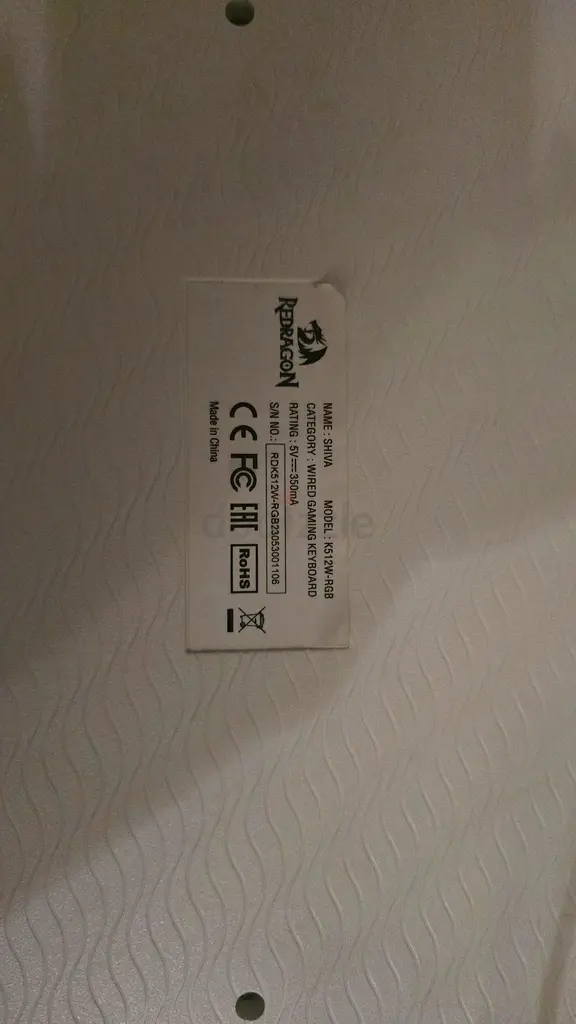 REDRAGON
NAME : SHIVA MODEL : K512W-RGB
CATEGORY : WIRED GAMING KEYBOARD
RATING : 5V 350mA
S/N NO.: RDK512W-RGB23053001106
CE FC EAC RoHS
Made in China
dubizzle